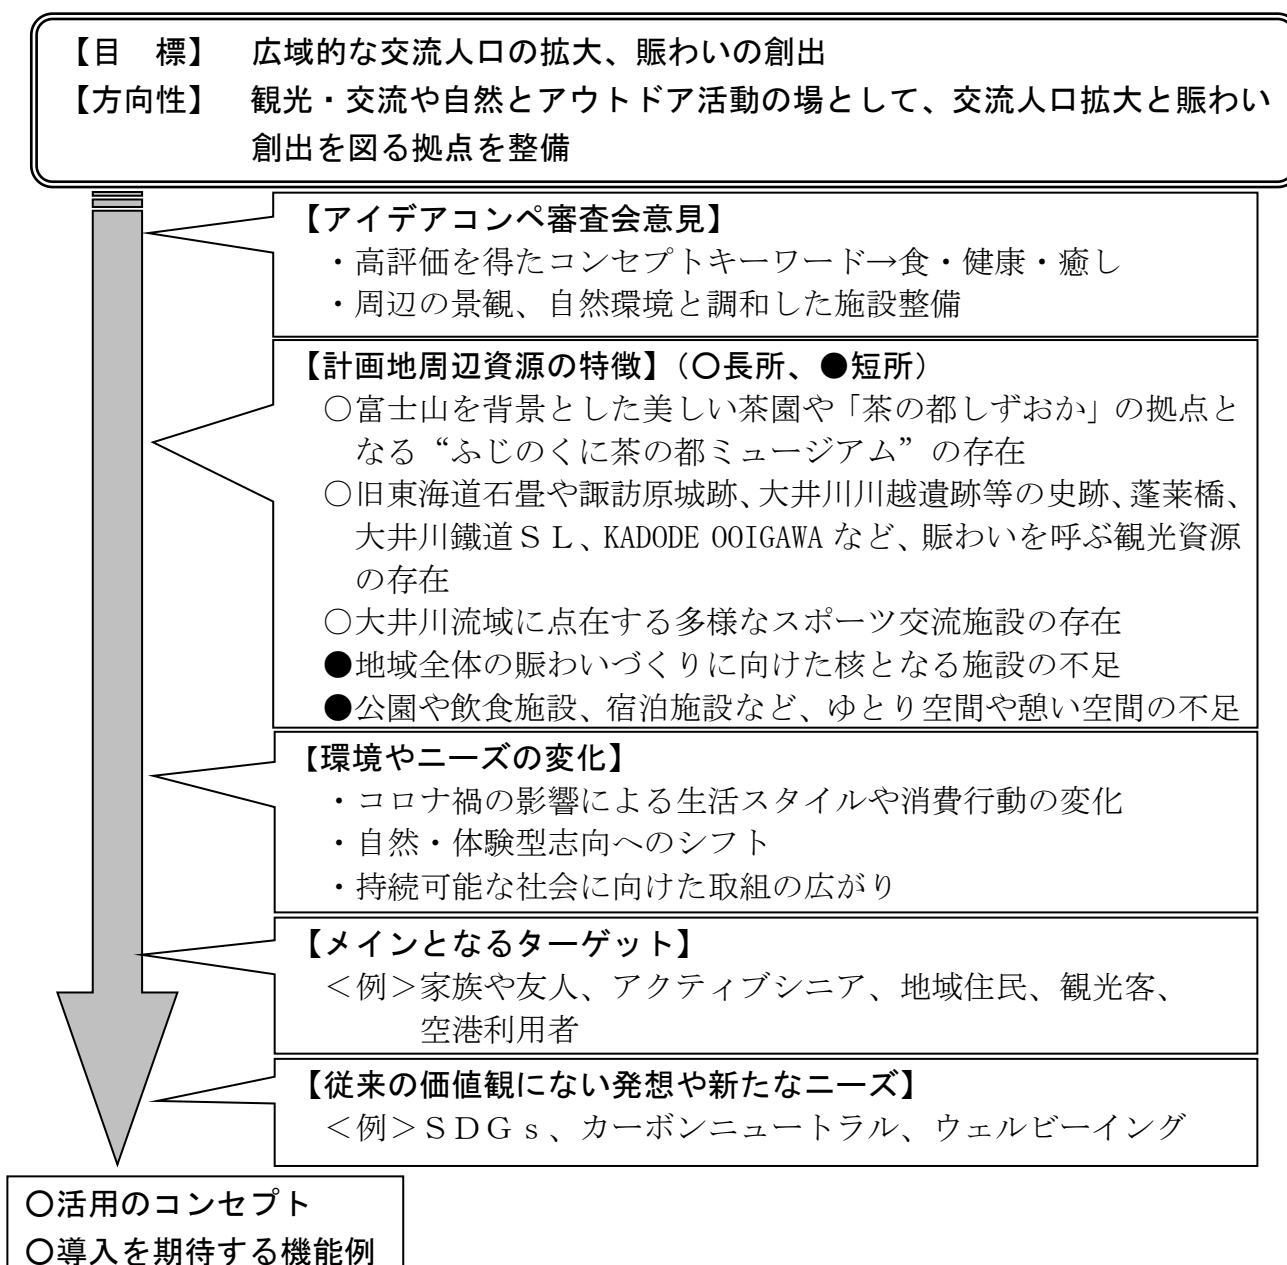 【目　標】　広域的な交流人口の拡大、賑わいの創出
【方向性】　観光・交流や自然とアウトドア活動の場として、交流人口拡大と賑わい
創出を図る拠点を整備
【アイデアコンペ審査会意見】
・高評価を得たコンセプトキーワード→食・健康・癒し
・周辺の景観、自然環境と調和した施設整備
【計画地周辺資源の特徴】（○長所、●短所）
○富士山を背景とした美しい茶園や「茶の都しずおか」の拠点と
なる“ふじのくに茶の都ミュージアム”の存在
○旧東海道石畳や諏訪原城跡、大井川川越遺跡等の史跡、蓬莱橋、
大井川鐵道ＳＬ、KADODE OOIGAWA など、賑わいを呼ぶ観光資源
の存在
○大井川流域に点在する多様なスポーツ交流施設の存在
●地域全体の賑わいづくりに向けた核となる施設の不足
●公園や飲食施設、宿泊施設など、ゆとり空間や憩い空間の不足
【環境やニーズの変化】
・コロナ禍の影響による生活スタイルや消費行動の変化
・自然・体験型志向へのシフト
・持続可能な社会に向けた取組の広がり
【メインとなるターゲット】
＜例＞家族や友人、アクティブシニア、地域住民、観光客、
空港利用者
【従来の価値観にない発想や新たなニーズ】
＜例＞ＳＤＧｓ、カーボンニュートラル、ウェルビーイング
○活用のコンセプト
○導入を期待する機能例